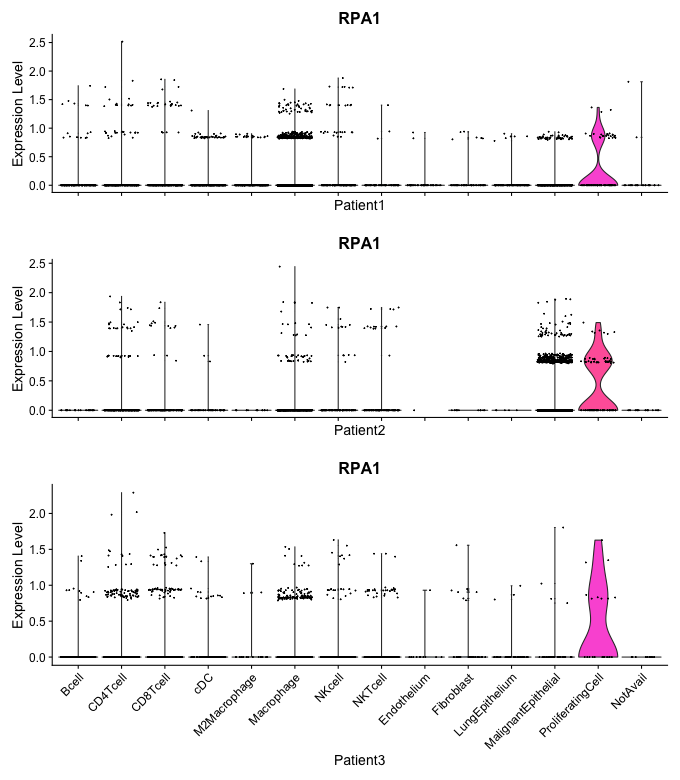 RPA1
Expression Level
2.5
2.0
1.5
1.0
0.5
0.0
Patient1
RPA1
Expression Level
2.5
2.0
1.5
1.0
0.5
0.0
Patient2
RPA1
Expression Level
2.0
1.5
1.0
0.5
0.0
Bcell
CD4Tcell
CD8Tcell
cDC
M2Macrophage
Macrophage
NKcell
NKTcell
Endothelium
Fibroblast
LungEpithelium
MalignantEpithelial
ProliferatingCell
NotAvail
Patient3